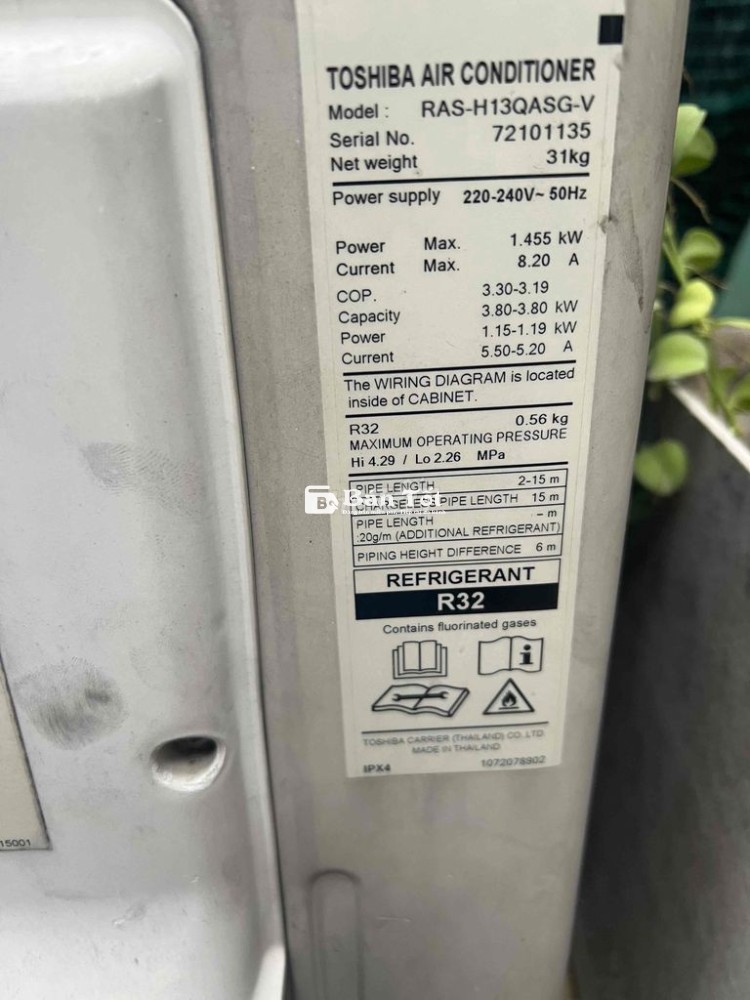 TOSHIBA AIR CONDITIONER
Model : RAS-H13QASG-V
Serial No. 72101135
Net weight 31kg
Power supply 220-240V~ 50Hz
Power Max. 1.455 kW
Current Max. 8.20 A
COP. 3.30-3.19
Capacity 3.80-3.80 kW
Power 1.15-1.19 kW
Current 5.50-5.20 A
The WIRING DIAGRAM is located
inside of CABINET.
R32 0.56 kg
MAXIMUM OPERATING PRESSURE
Hi 4.29 / Lo 2.26 MPa
PIPE LENGTH 2-15 m
PIPE LENGTH 15 m
Bán Tốt
PIPE LENGTH – m
:20g/m (ADDITIONAL REFRIGERANT)
PIPING HEIGHT DIFFERENCE 6 m
REFRIGERANT
R32
Contains fluorinated gases
TOSHIBA CARRIER (THAILAND) CO. LTD.
MADE IN THAILAND
IPX4 1072078902
15001